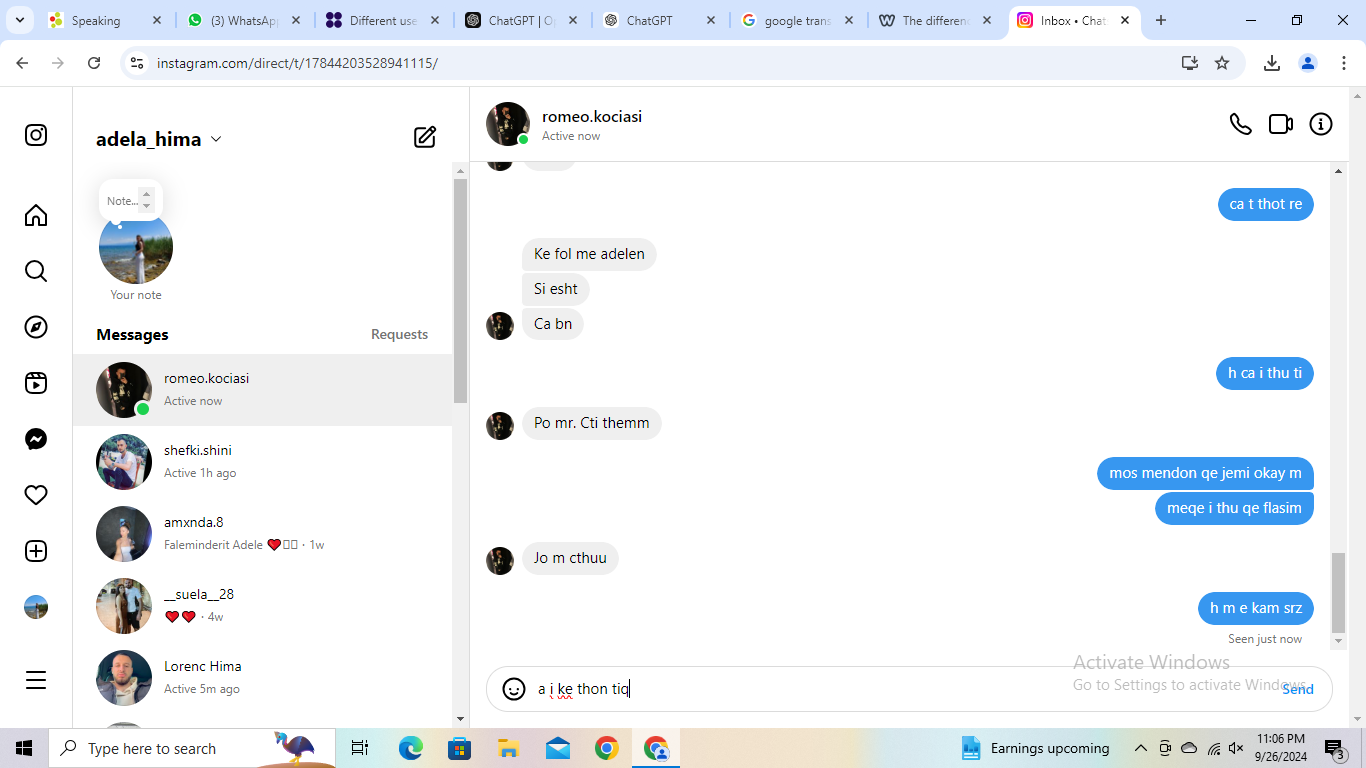 Speaking
(3) WhatsAp
Different use
ChatGPT | O
ChatGPT
google trans
The differenc
Inbox • Chat
instagram.com/direct/t/17844203528941115/
adela_hima
Note...
Your note
Messages
Requests
romeo.kociasi
Active now
shefki.shini
Active 1h ago
amxnda.8
Faleminderit Adele ❤️ · 1w
__suela__28
❤️❤️ · 4w
Lorenc Hima
Active 5m ago
romeo.kociasi
Active now
ca t thot re
Ke fol me adelen
Si esht
Ca bn
h ca i thu ti
Po mr. Cti themm
mos mendon qe jemi okay m
meqe i thu qe flasim
Jo m cthuu
h m e kam srz
Seen just now
a i ke thon tiq
Send
Activate Windows
Go to Settings to activate Windows.
Type here to search
Earnings upcoming
11:06 PM
9/26/2024
3